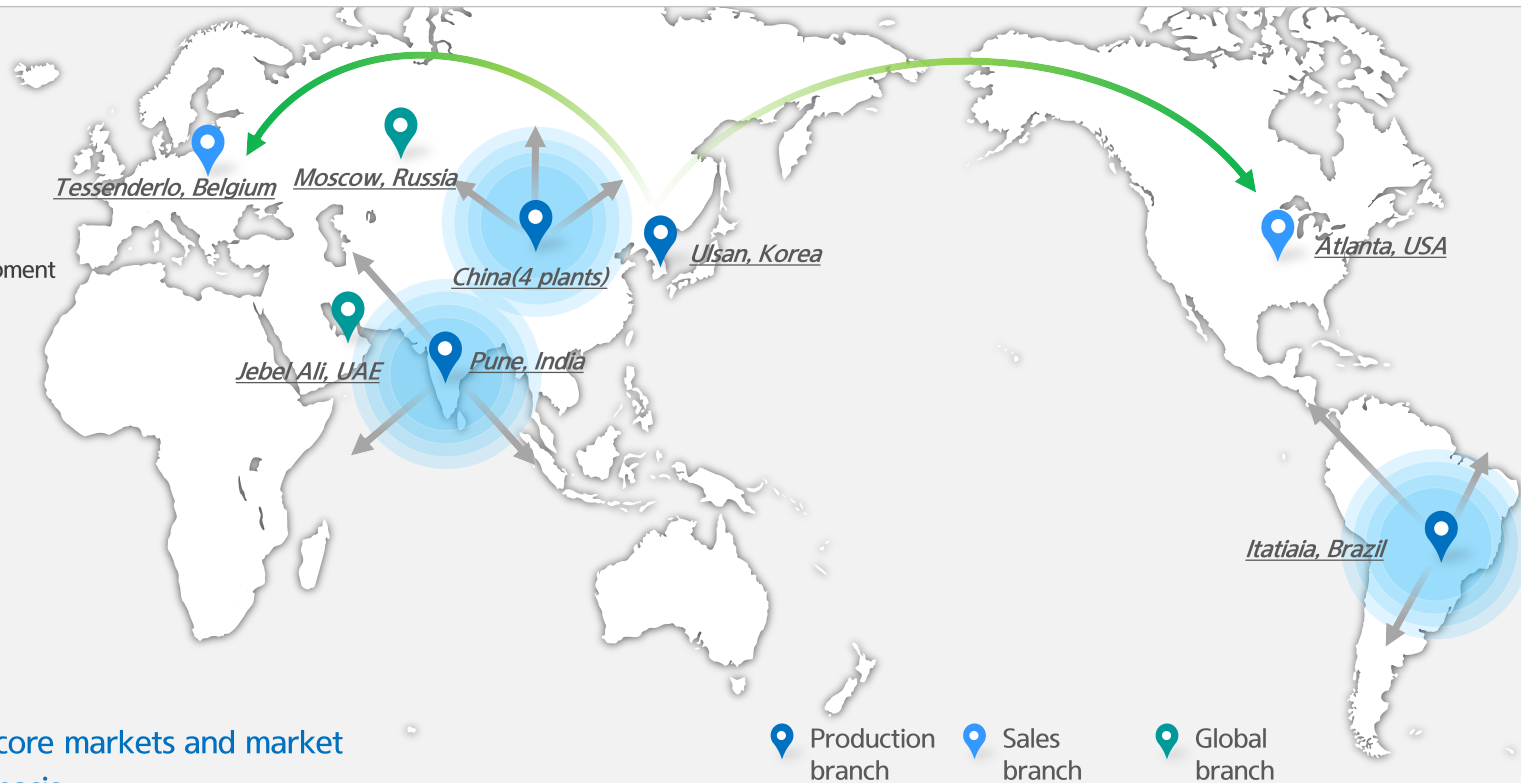 Tessenderlo, Belgium
Moscow, Russia
Ulsan, Korea
Atlanta, USA
China(4 plants)
Pune, India
Jebel Ali, UAE
Itatiaia, Brazil
core markets and market
Production
branch
Sales
branch
Global
branch